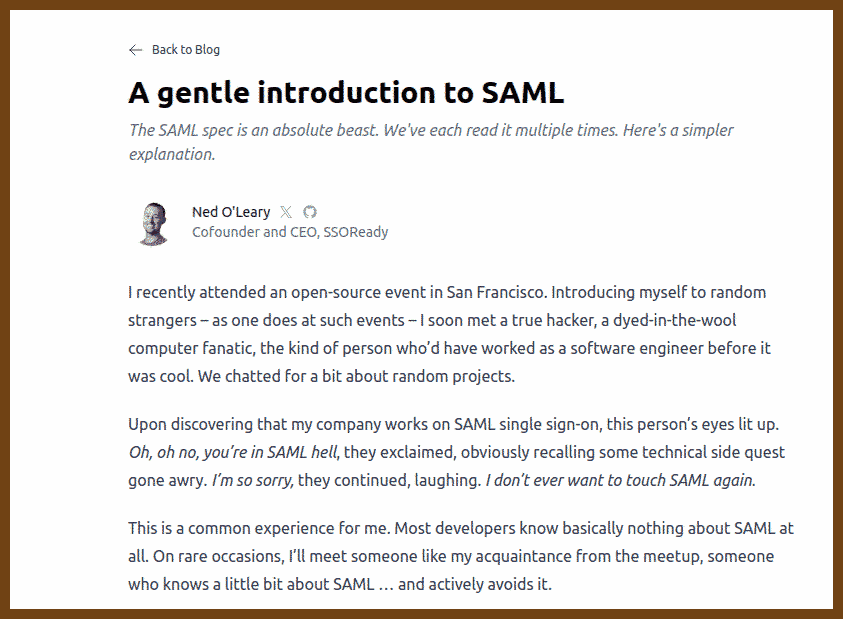 Back to Blog
A gentle introduction to SAML
The SAML spec is an absolute beast. We've each read it multiple times. Here's a simpler
explanation.
Ned O'Leary
Cofounder and CEO, SSOReady
I recently attended an open-source event in San Francisco. Introducing myself to random
strangers – as one does at such events – I soon met a true hacker, a dyed-in-the-wool
computer fanatic, the kind of person who’d have worked as a software engineer before it
was cool. We chatted for a bit about random projects.
Upon discovering that my company works on SAML single sign-on, this person’s eyes lit up.
Oh, oh no, you’re in SAML hell, they exclaimed, obviously recalling some technical side quest
gone awry. I’m so sorry, they continued, laughing. I don’t ever want to touch SAML again.
This is a common experience for me. Most developers know basically nothing about SAML at
all. On rare occasions, I’ll meet someone like my acquaintance from the meetup, someone
who knows a little bit about SAML … and actively avoids it.